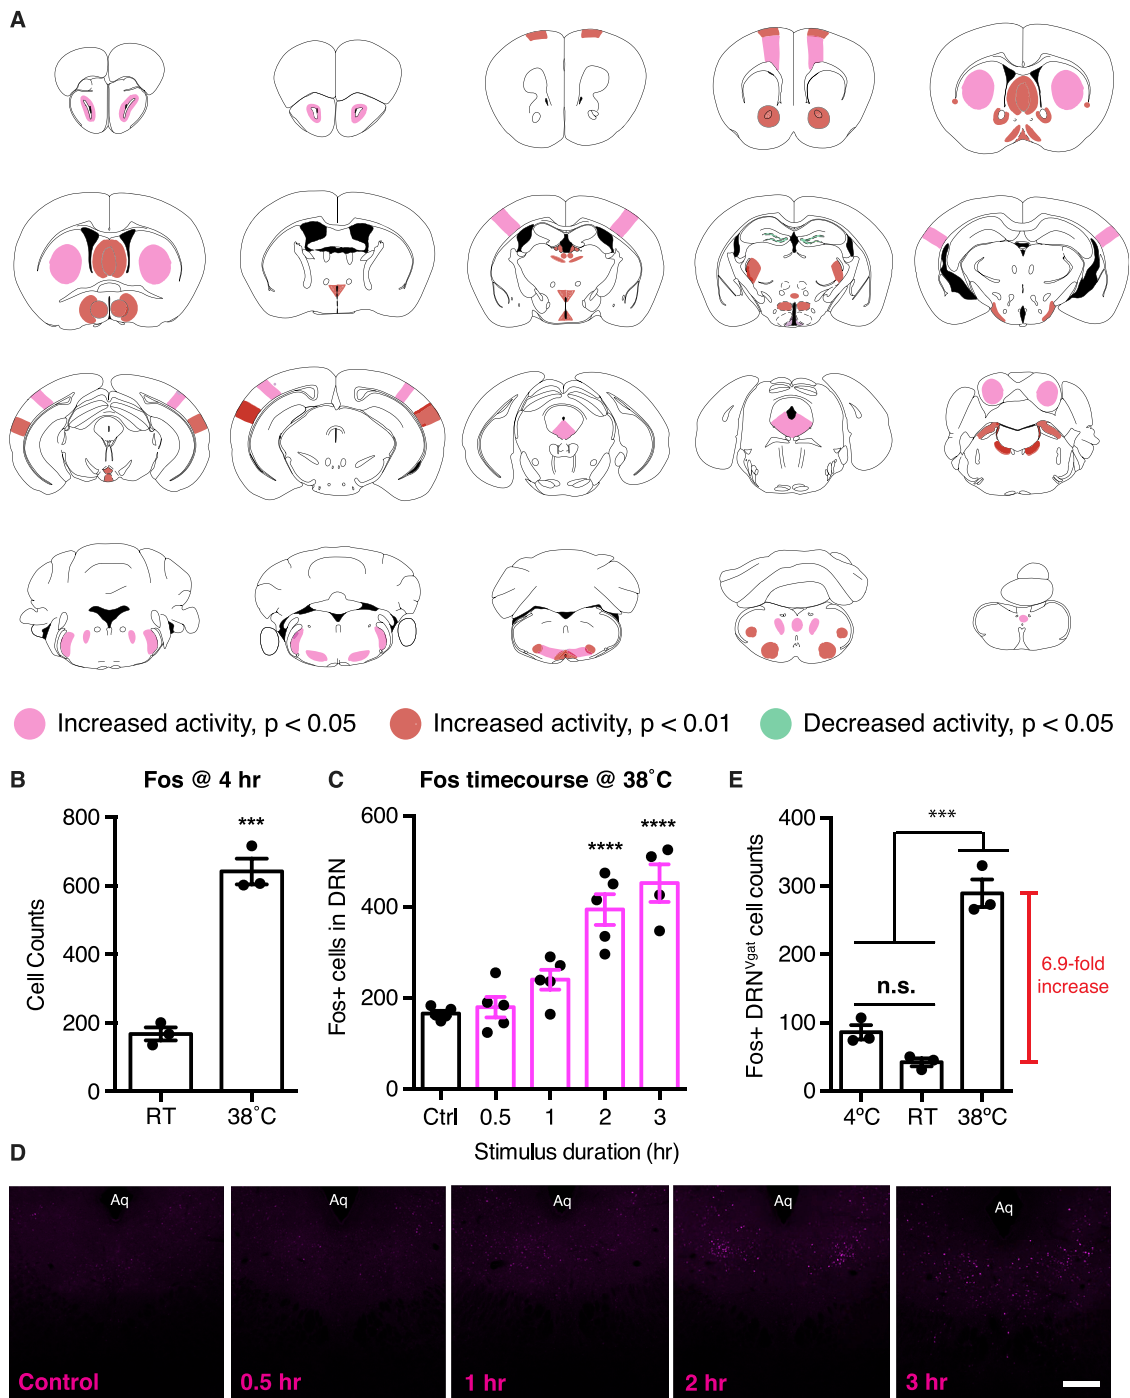 A
Increased activity, p < 0.05
Increased activity, p < 0.01
Decreased activity, p < 0.05
B
Fos @ 4 hr
Cell Counts
800
600
400
200
0
***
RT
38˚C
C
Fos timecourse @ 38˚C
Fos+ cells in DRN
600
400
200
0
****
****
Ctrl
0.5
1
2
3
Stimulus duration (hr)
E
Fos+ DRNVgat cell counts
400
300
200
100
0
***
n.s.
6.9-fold
increase
4ºC
RT
38ºC
D
Aq
Aq
Aq
Aq
Aq
Control
0.5 hr
1 hr
2 hr
3 hr